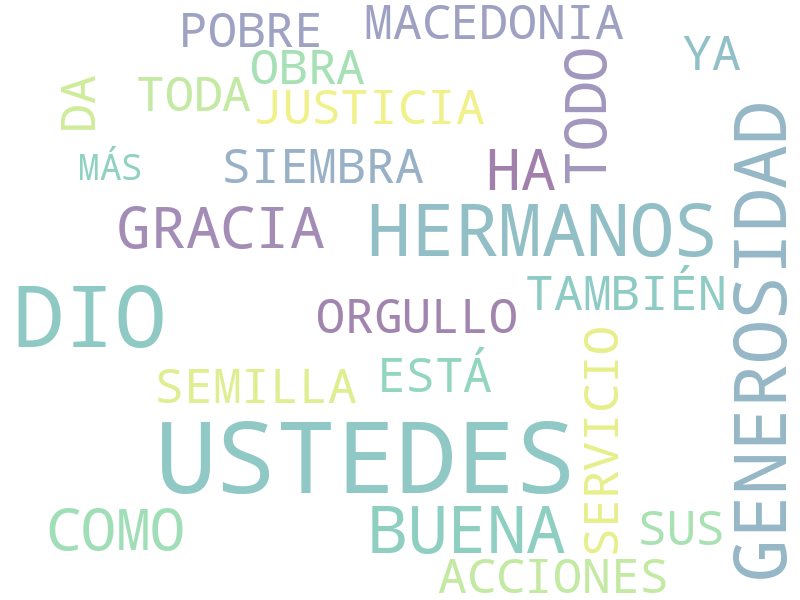 MACEDONIA
POBRE
YA
OBRA
TODO
DA
TODA
JUSTICIA
GENEROSIDAD
MÁS
SIEMBRA
HA
GRACIA
HERMANOS
TAMBIÉN
DIO
ORGULLO
SERVICIO
ESTÁ
SEMILLA
USTEDES
COMO
BUENA
SUS
ACCIONES